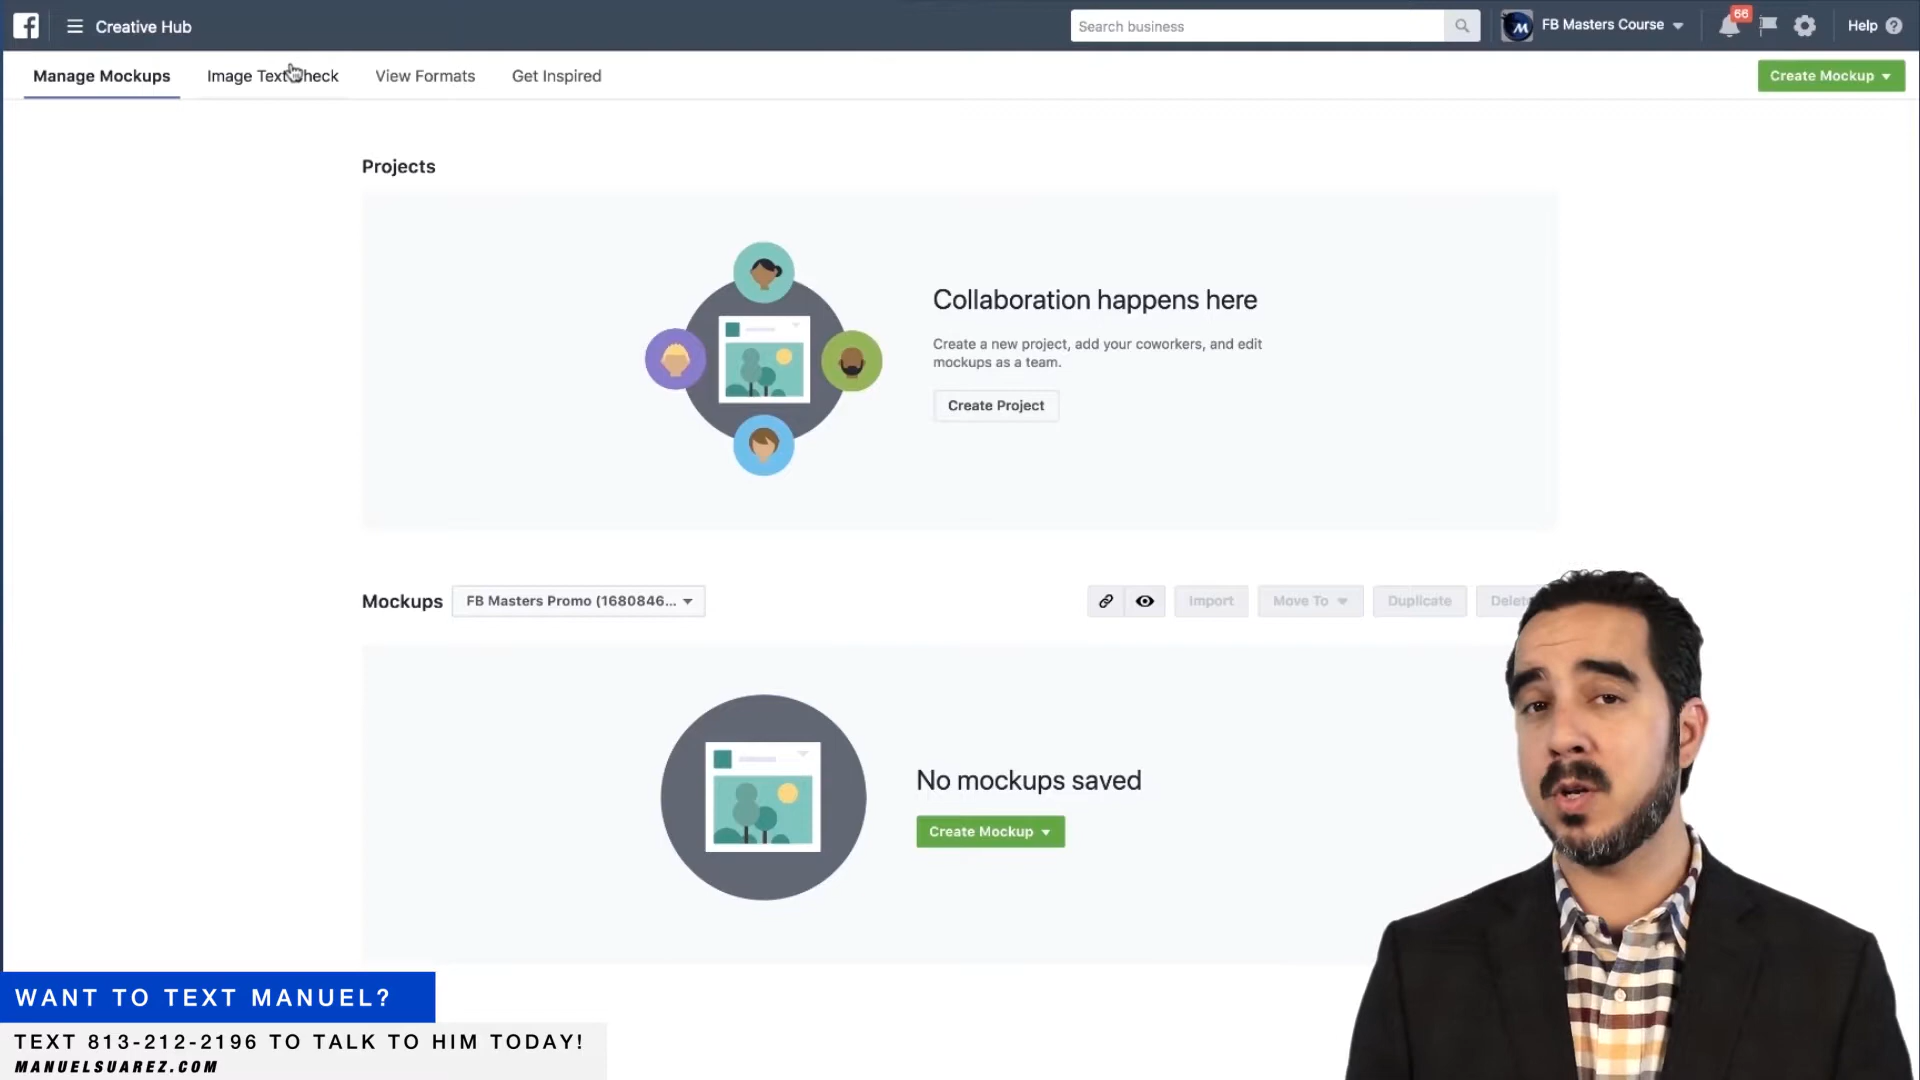 Creative Hub
Search business
FB Masters Course
66
Help
Manage Mockups
Image Text Check
View Formats
Get Inspired
Create Mockup
Projects
Collaboration happens here
Create a new project, add your coworkers, and edit
mockups as a team.
Create Project
Mockups
FB Masters Promo (1680846...
Import
Move To
Duplicate
Delete
No mockups saved
Create Mockup
WANT TO TEXT MANUEL?
TEXT 813-212-2196 TO TALK TO HIM TODAY!
MANUELSUAREZ.COM